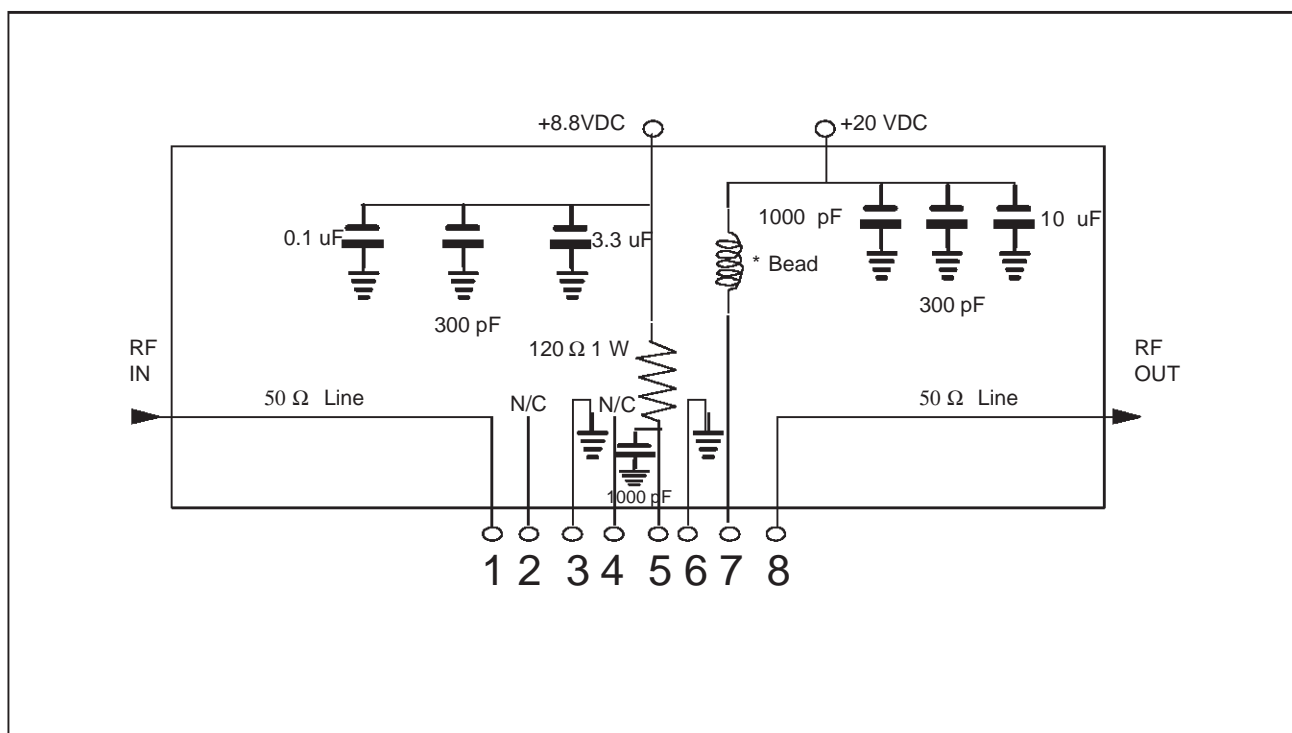 +8.8VDC
+20 VDC
0.1 uF
3.3 uF
1000 pF
10 uF
* Bead
300 pF
300 pF
120 Ω 1 W
RF
IN
RF
OUT
50 Ω Line
N/C
N/C
50 Ω Line
1000 pF
1 2 3 4 5 6 7 8